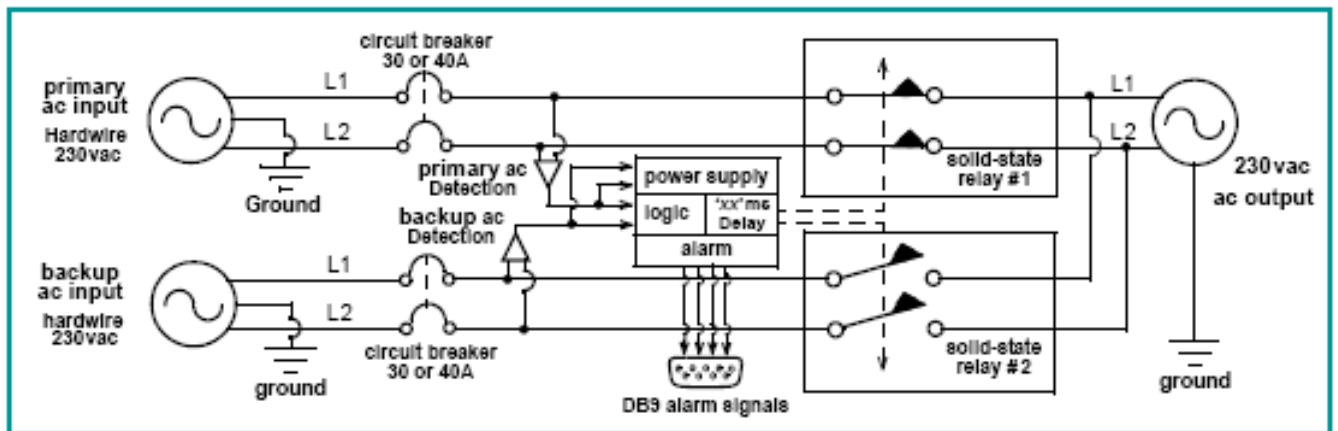 circuit breaker
30 or 40A
primary
ac input
Hardwire
230vac
L1
L2
Ground
primary ac
Detection
backup ac
Detection
power supply
logic
'xx' ms
Delay
alarm
solid-state
relay #1
L1
L2
230vac
ac output
backup
ac input
hardwire
230vac
L1
L2
ground
circuit breaker
30 or 40A
DB9 alarm signals
solid-state
relay #2
ground